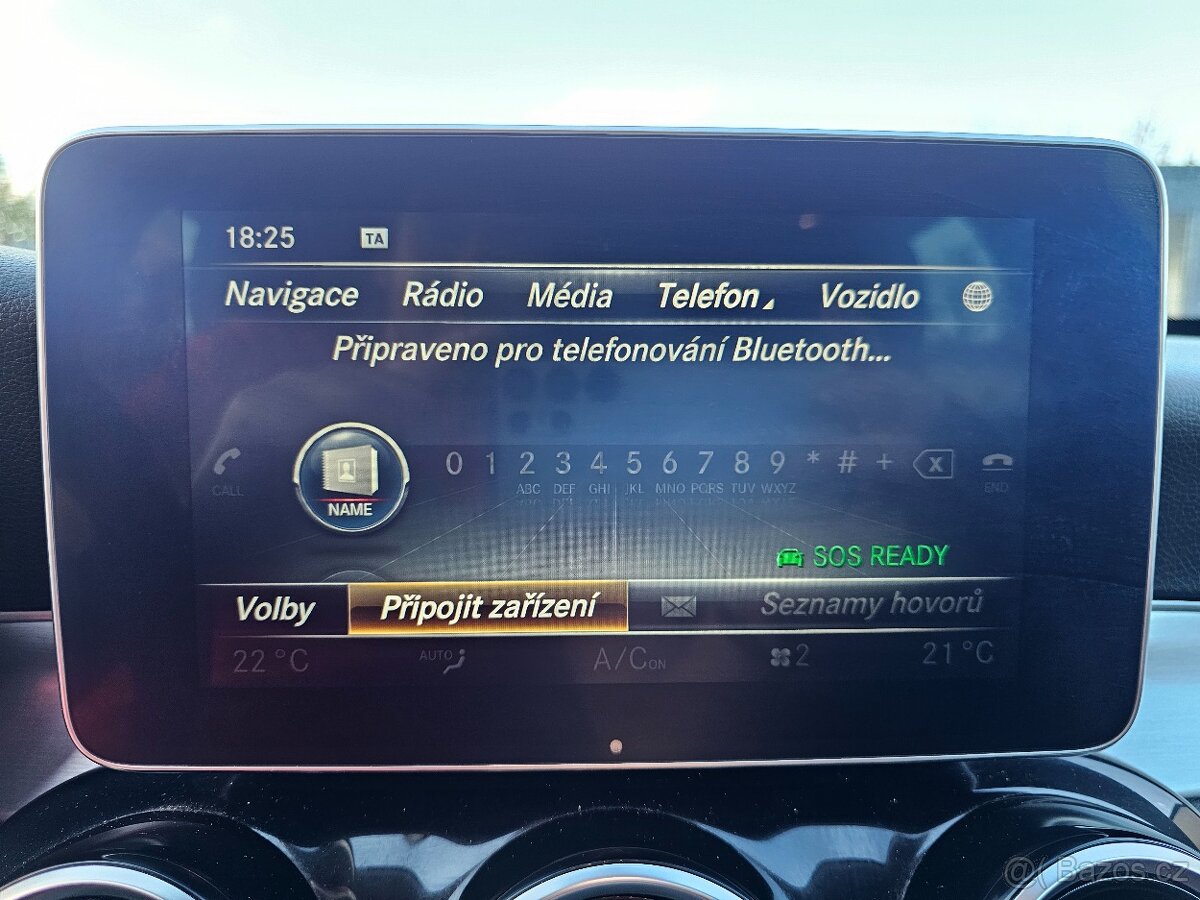 18:25 TA
Navigace Rádio Média Telefon Vozidlo
Připraveno pro telefonování Bluetooth...
CALL NAME 0 1 2 3 4 5 6 7 8 9 * # + X END
ABC DEF GHI JKL MNO PQRS TUV WXYZ
SOS READY
Volby Připojit zařízení Seznamy hovorů
22°C AUTO A/C ON 2 21°C
@( Bazos.cz